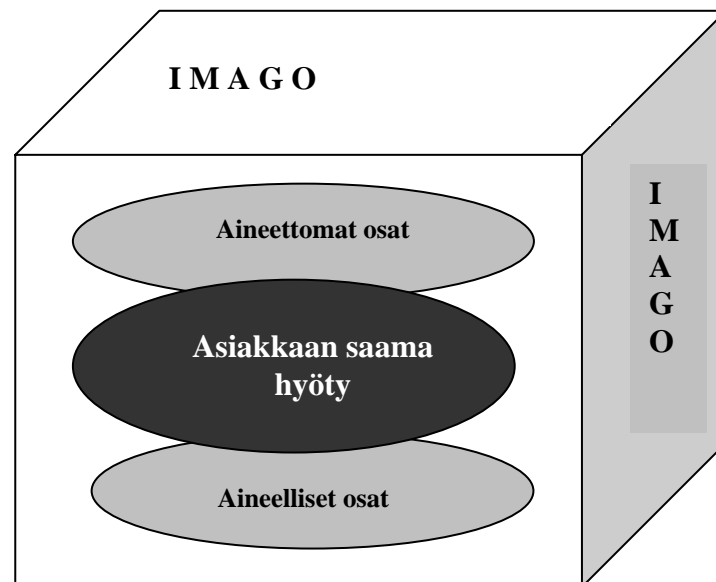 I M A G O
Aineettomat osat
Asiakkaan saama
hyöty
Aineelliset osat
I
M
A
G
O